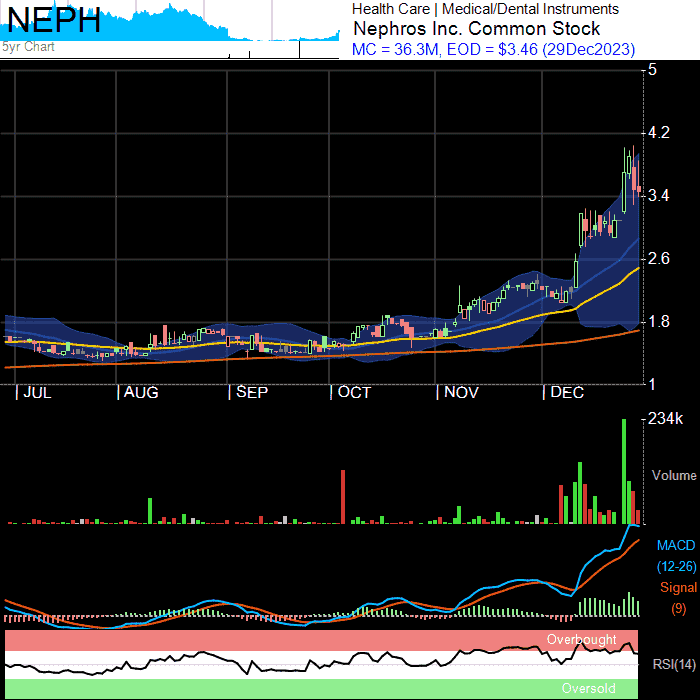 NEPH
5yr Chart
Health Care | Medical/Dental Instruments
Nephros Inc. Common Stock
MC = 36.3M, EOD = $3.46 (29Dec2023)
5
4.2
3.4
2.6
1.8
1
JUL AUG SEP OCT NOV DEC
234k
Volume
MACD
(12-26)
Signal
(9)
Overbought
RSI(14)
Oversold